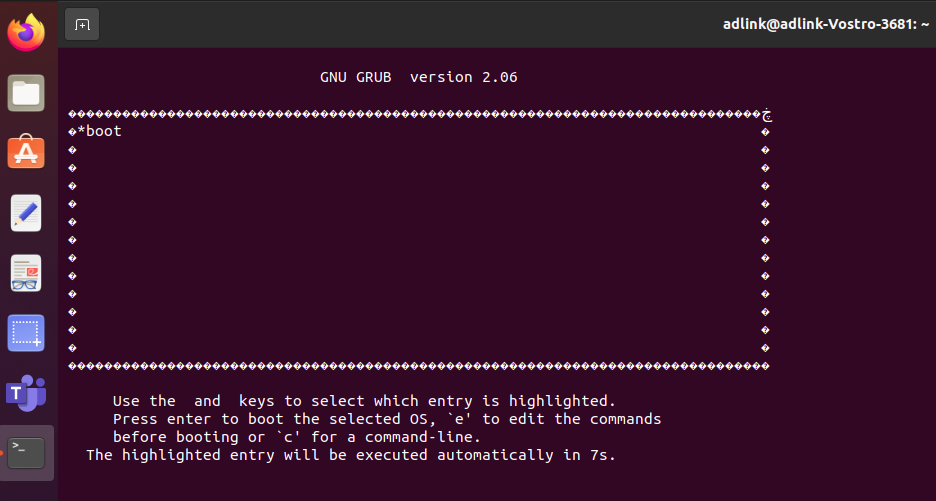 adlink@adlink-Vostro-3681: ~
GNU GRUB version 2.06
*boot
Use the and keys to select which entry is highlighted.
Press enter to boot the selected OS, `e' to edit the commands
before booting or `c' for a command-line.
The highlighted entry will be executed automatically in 7s.